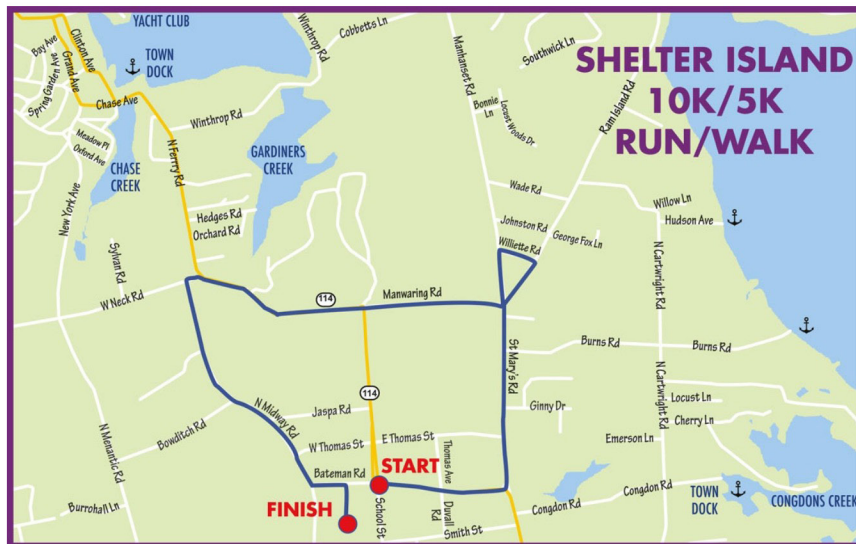 YACHT CLUB
TOWN
DOCK
Bay Ave
Clinton Ave
Grand Ave
Spring Garden Ave
Chase Ave
Meadow Pl
Oxford Ave
CHASE
CREEK
New York Ave
N Ferry Rd
Winthrop Rd
Winthrop Rd
Cobbetts Ln
GARDINERS
CREEK
Hedges Rd
Orchard Rd
Sylvan Rd
W Neck Rd
Manhanset Rd
Southwick Ln
Bonnie
Ln
Locust Woods Dr
Ram Island Rd
SHELTER ISLAND
10K/5K
RUN/WALK
Wade Rd
Willow Ln
Hudson Ave
Johnston Rd
George Fox Ln
Williette Rd
N Cartwright Rd
114
Manwaring Rd
St Mary's Rd
Burns Rd
Burns Rd
N Cartwright Rd
114
Jaspa Rd
N Midway Rd
Bowditch Rd
N Menantic Rd
W Thomas St
E Thomas St
Thomas Ave
Ginny Dr
Locust Ln
Cherry Ln
Emerson Ln
Bateman Rd
START
FINISH
School St
Duvall
Rd
Smith St
Congdon Rd
Congdon Rd
TOWN
DOCK
CONGDONS CREEK
Burrohall Ln